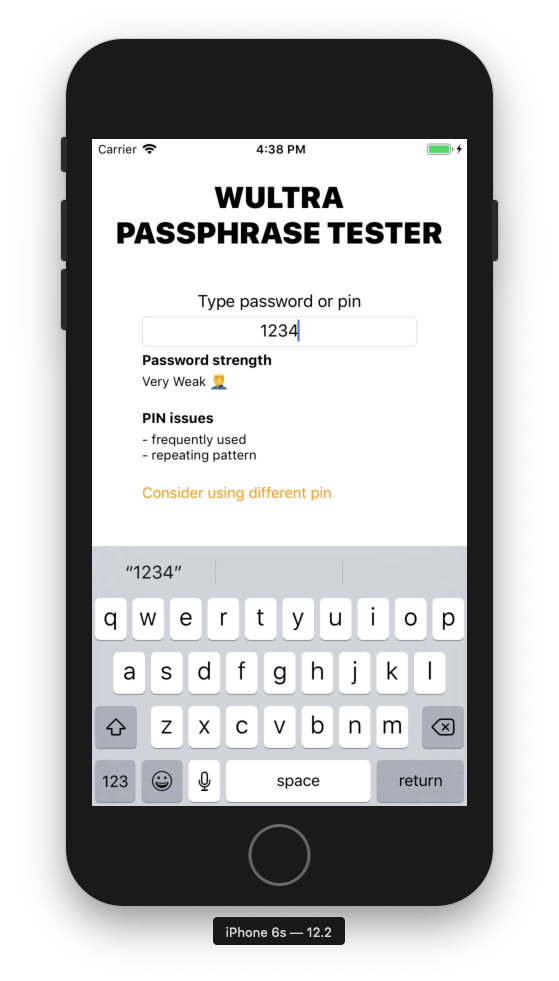 Carrier 4:38 PM
WULTRA
PASSPHRASE TESTER
Type password or pin
1234
Password strength
Very Weak 🤦‍♂️
PIN issues
- frequently used
- repeating pattern
Consider using different pin
“1234”
q w e r t y u i o p
a s d f g h j k l
z x c v b n m
123 space return
iPhone 6s — 12.2